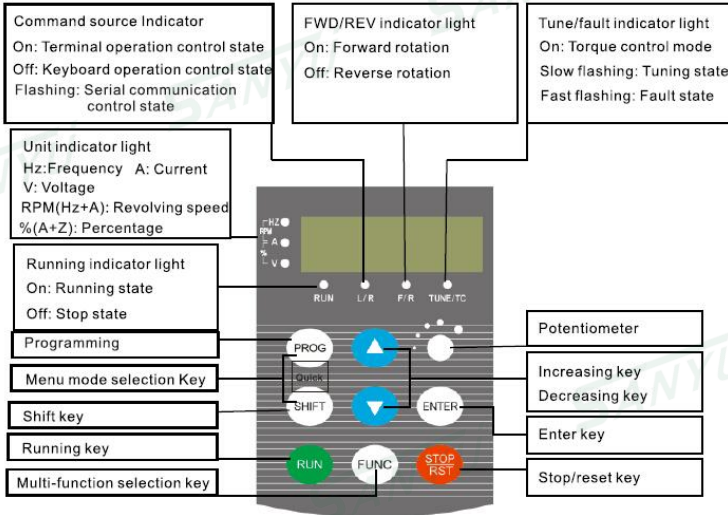 Command source Indicator
On: Terminal operation control state
Off: Keyboard operation control state
Flashing: Serial communication
control state
FWD/REV indicator light
On: Forward rotation
Off: Reverse rotation
Tune/fault indicator light
On: Torque control mode
Slow flashing: Tuning state
Fast flashing: Fault state
Unit indicator light
Hz:Frequency A: Current
V: Voltage
RPM(Hz+A): Revolving speed
%(A+Z): Percentage
Running indicator light
On: Running state
Off: Stop state
Programming
Menu mode selection Key
Shift key
Running key
Multi-function selection key
HZ
RPM
A
%
V
RUN L/R F/R TUNE/TC
PROG
Quick
SHIFT
ENTER
RUN
FUNC
STOP
RST
Potentiometer
Increasing key
Decreasing key
Enter key
Stop/reset key
SANYU
SANYU